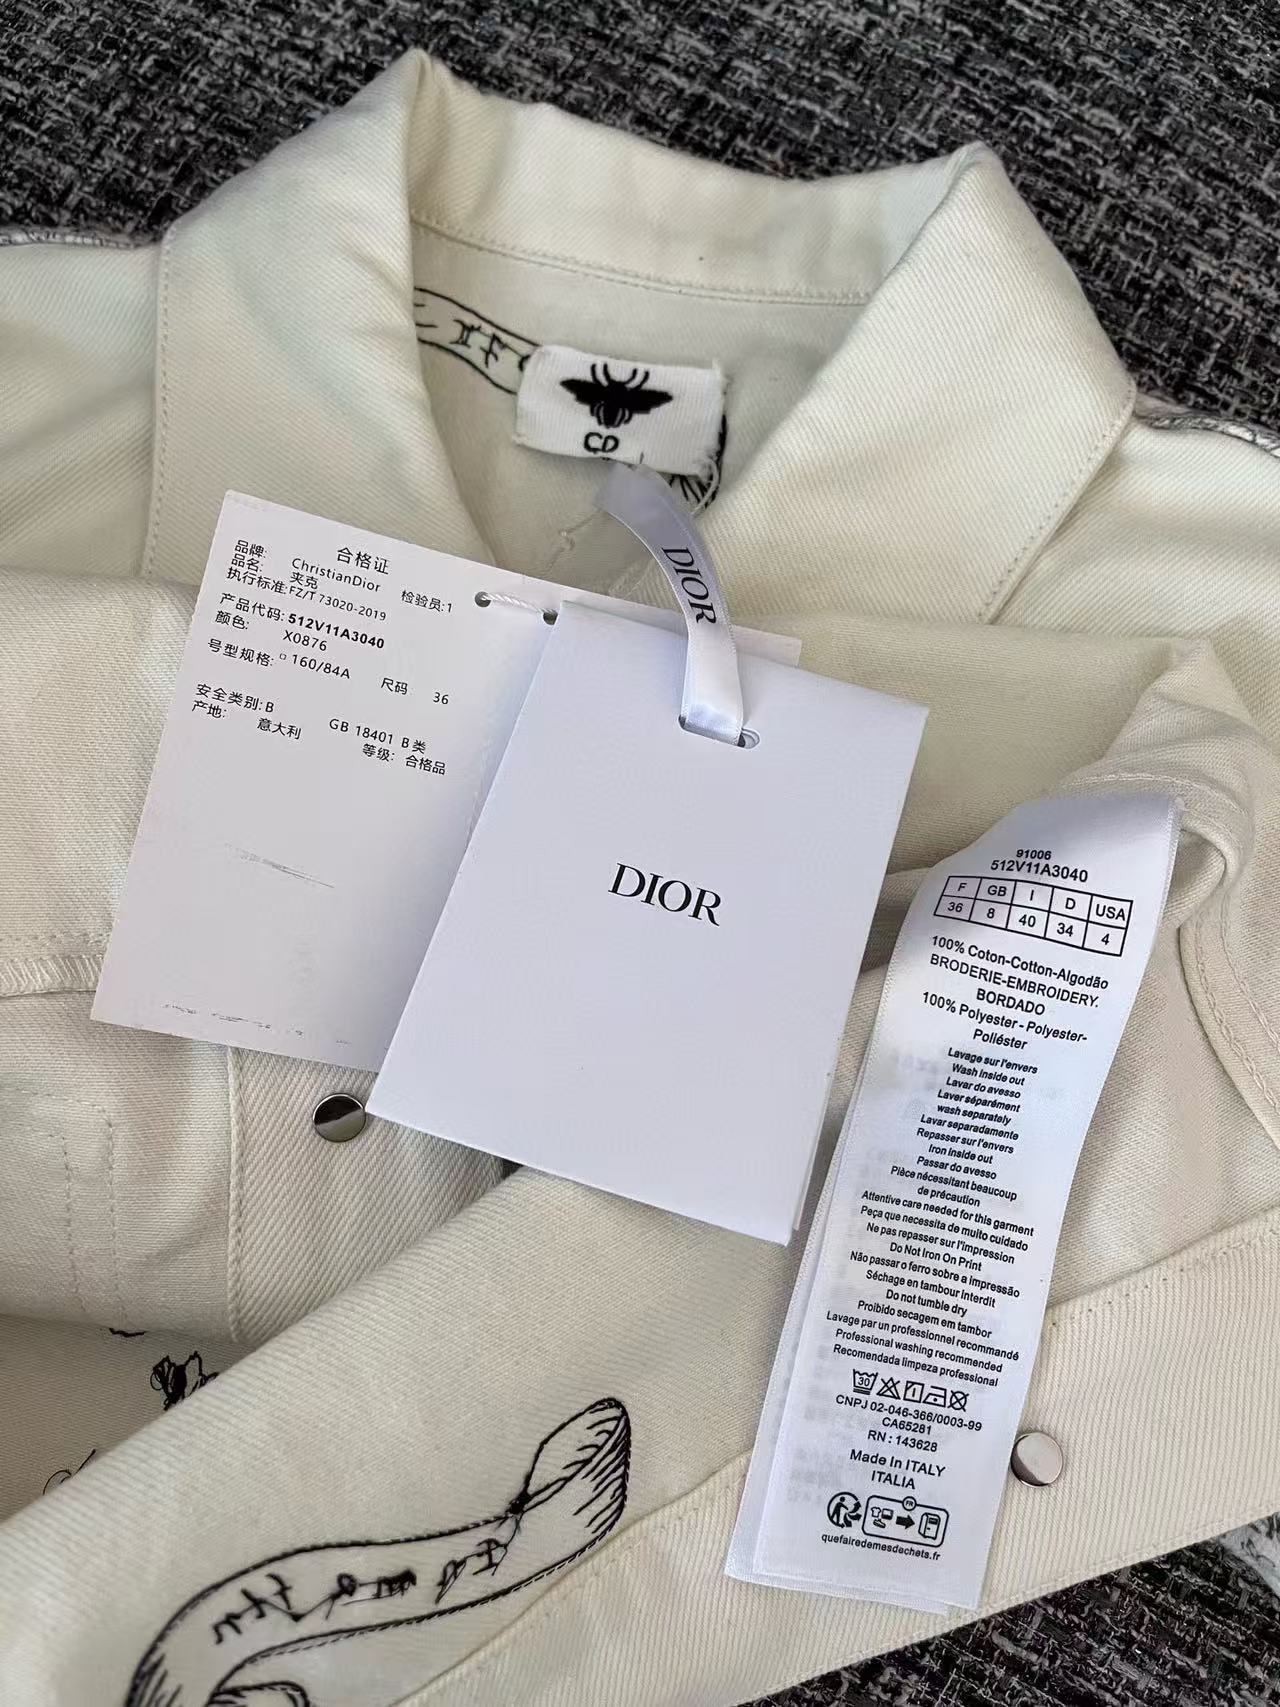 CD
DIOR
合格证
品牌: ChristianDior
品名: 夹克
检验员:1
执行标准:FZ/T 73020-2019
产品代码:512V11A3040
颜色: X0876
号型规格: 160/84A
尺码 36
安全类别:B
GB 18401 B类
产地: 意大利
等级: 合格品
DIOR
91006
512V11A3040
F GB I D USA
36 8 40 34 4
100% Coton-Cotton-Algodão
BRODERIE-EMBROIDERY.
BORDADO
100% Polyester - Polyester-
Poliéster
Lavage sur l'envers
Wash inside out
Lavar do avesso
Laver séparément
wash separately
Lavar separadamente
Repasser sur l'envers
Iron inside out
Passar do avesso
Pièce nécessitant beaucoup
de précaution
Attentive care needed for this garment
Peça que necessita de muito cuidado
Ne pas repasser sur l'impression
Do Not Iron On Print
Não passar o ferro sobre a impressão
Séchage en tambour interdit
Do not tumble dry
Proibido secagem em tambor
Lavage par un professionnel recommandé
Professional washing recommended
Recomendada limpeza professional
30
CNPJ 02-046-366/0003-99
CA65281
RN : 143628
Made In ITALY
ITALIA
FR
quefairedemesdechets.fr